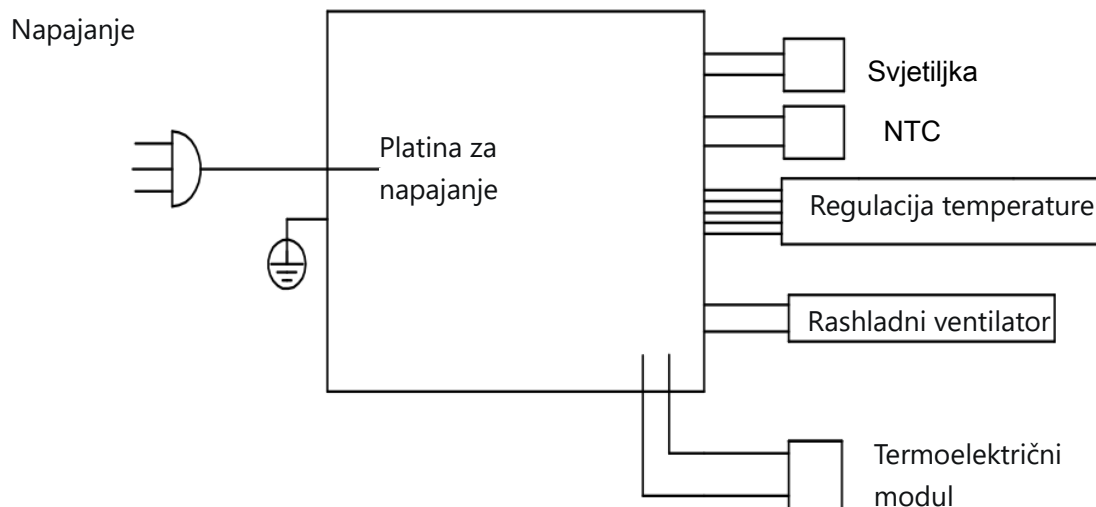 Napajanje
Svjetiljka
NTC
Platina za
napajanje
Regulacija temperature
Rashladni ventilator
Termoelektrični
modul